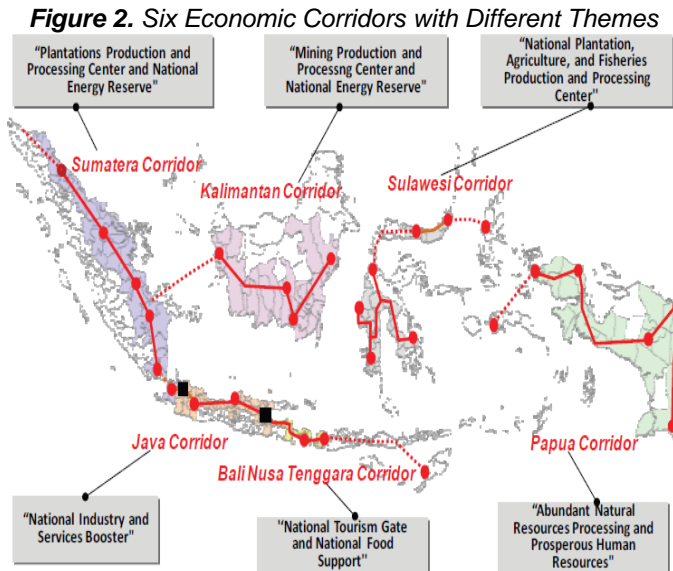 Figure 2. Six Economic Corridors with Different Themes
"Plantations Production and
Processing Center and National
Energy Reserve"
"Mining Production and
Processng Center and
National Energy Reserve"
"National Plantation,
Agriculture, and Fisheries
Production and Processing
Center"
Sumatera Corridor
Kalimantan Corridor
Sulawesi Corridor
Java Corridor
Bali Nusa Tenggara Corridor
Papua Corridor
"National Industry and
Services Booster"
"National Tourism Gate
and National Food
Support"
"Abundant Natural
Resources Processing and
Prosperous Human
Resources"